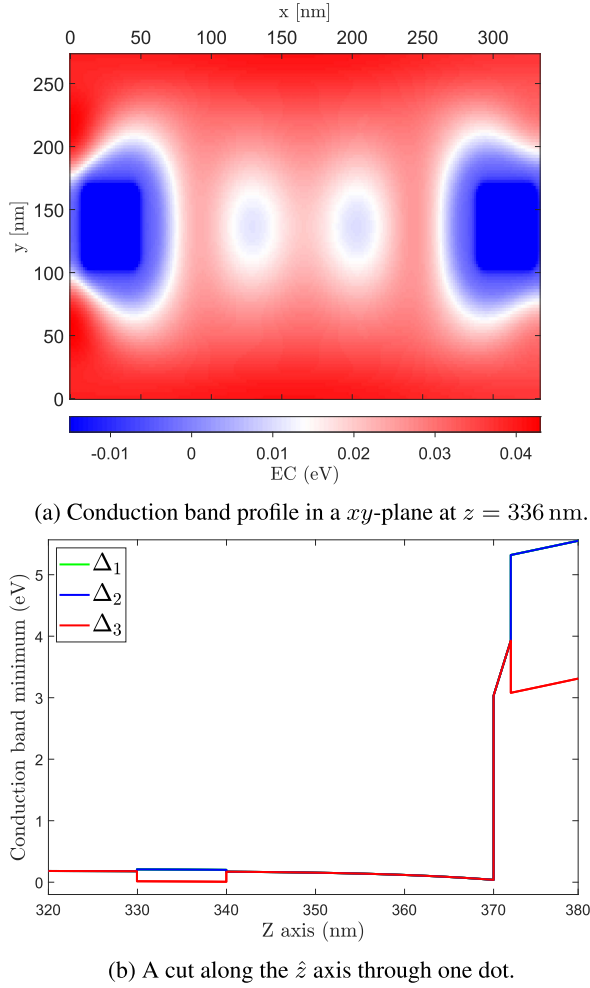 x [nm]
0 50 100 150 200 250 300
250
200
150
100
50
0
y [nm]
-0.01 0 0.01 0.02 0.03 0.04
EC (eV)
(a) Conduction band profile in a xy-plane at z = 336 nm.
Δ1
Δ2
Δ3
5
4
3
2
1
0
Conduction band minimum (eV)
320 330 340 350 360 370 380
Z axis (nm)
(b) A cut along the ẑ axis through one dot.